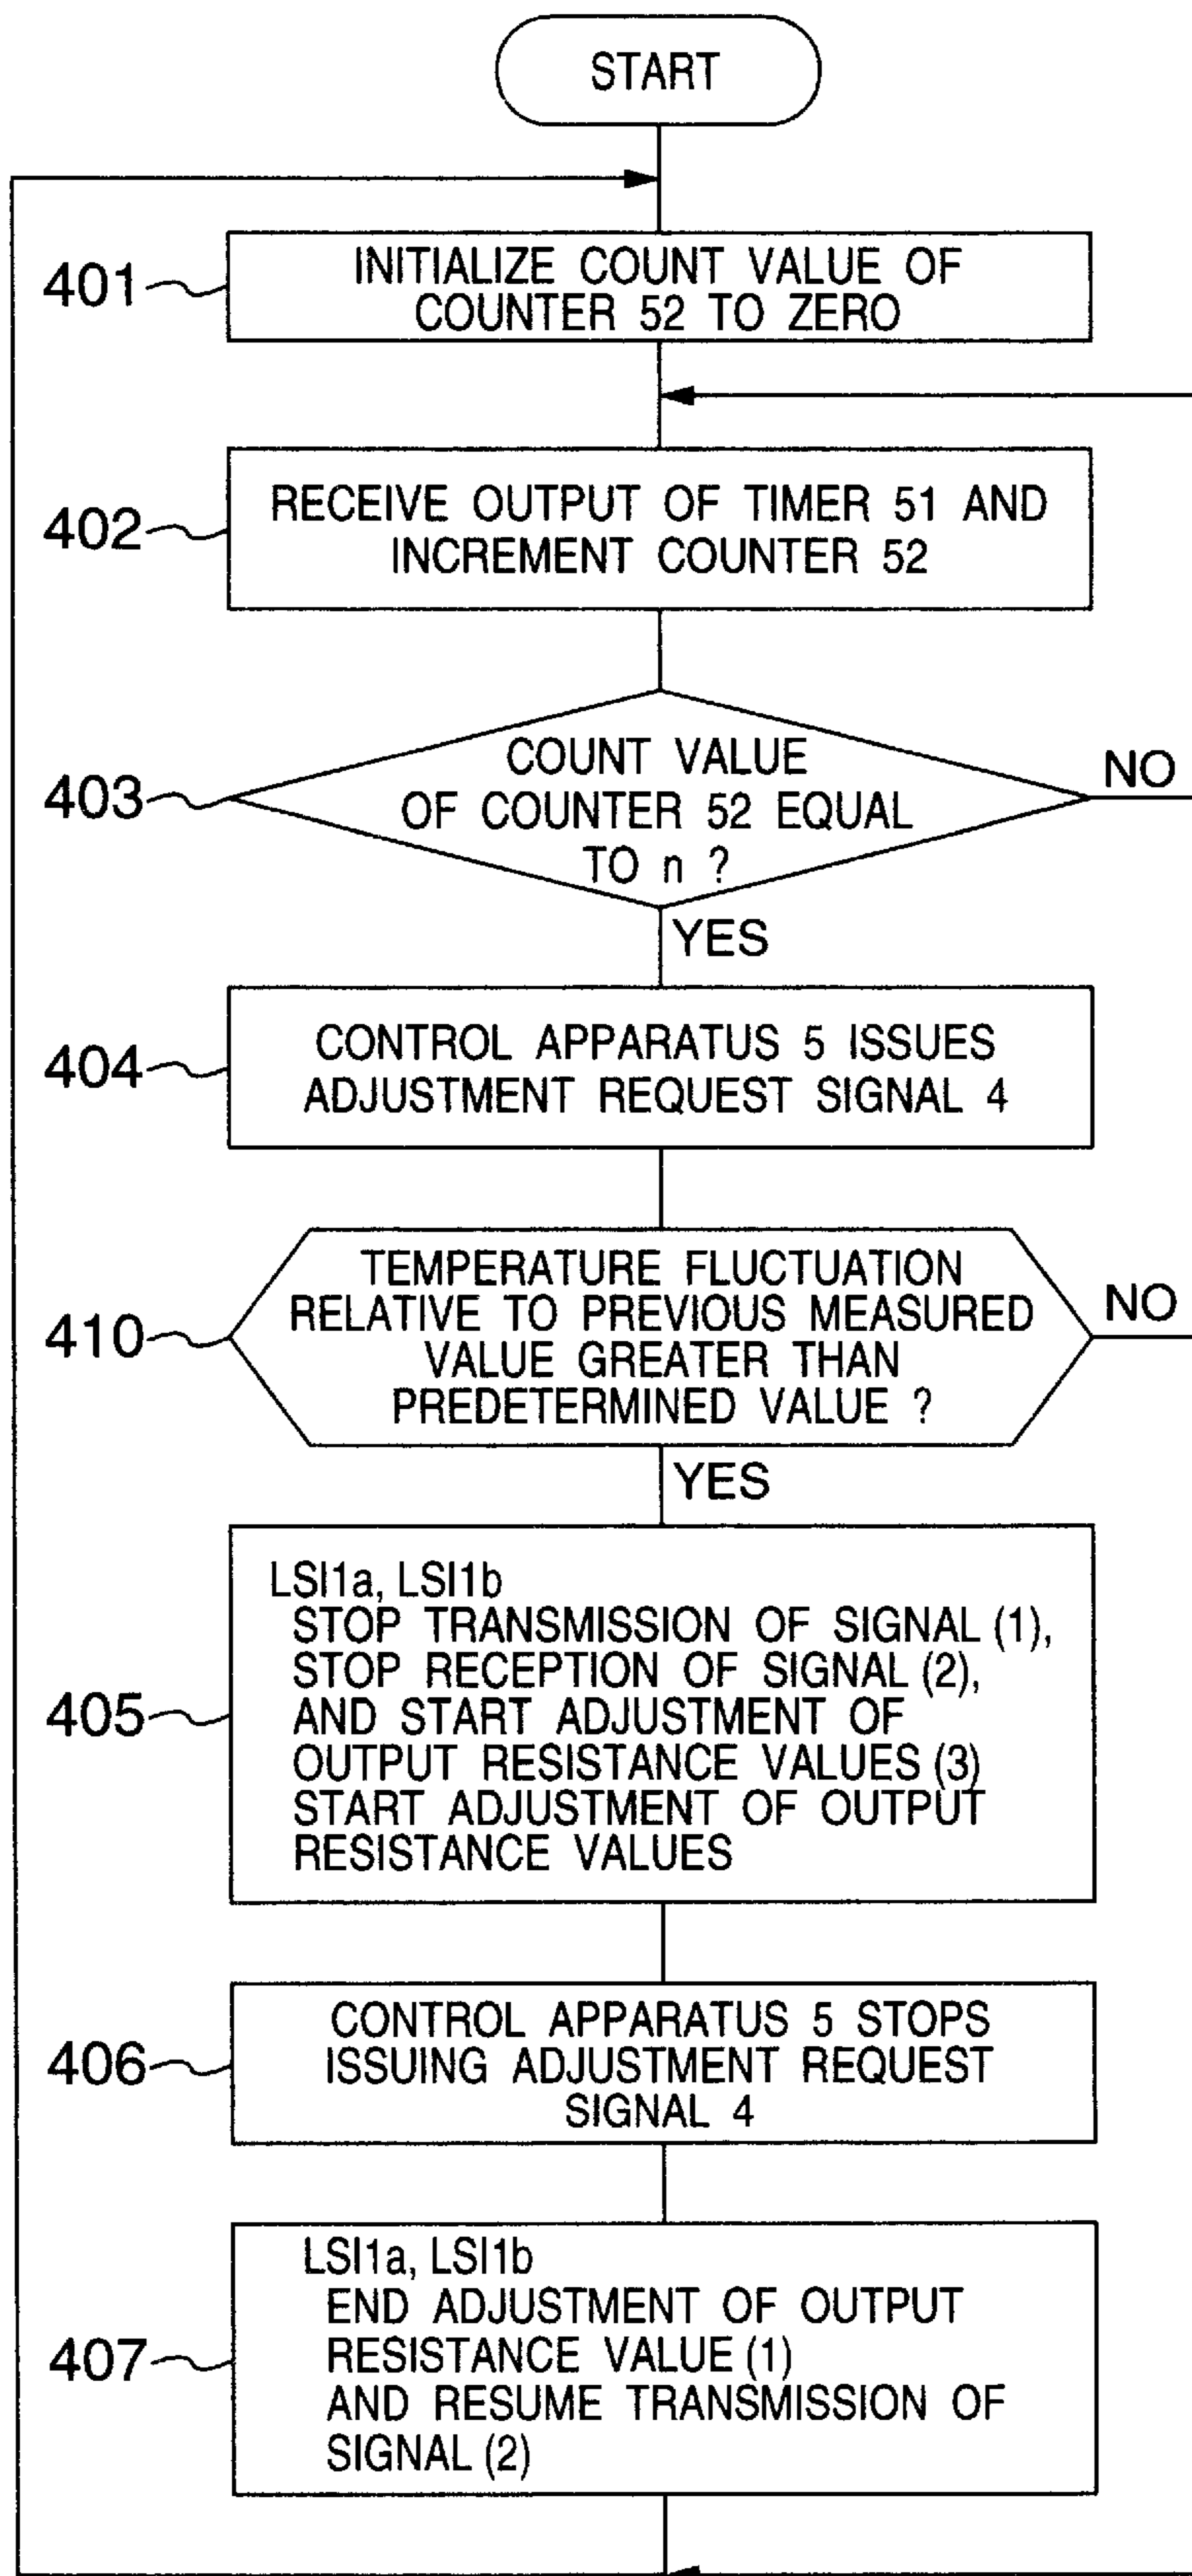 START
401
INITIALIZE COUNT VALUE OF
COUNTER 52 TO ZERO
402
RECEIVE OUTPUT OF TIMER 51 AND
INCREMENT COUNTER 52
403
COUNT VALUE
OF COUNTER 52 EQUAL
TO n ?
NO
YES
404
CONTROL APPARATUS 5 ISSUES
ADJUSTMENT REQUEST SIGNAL 4
410
TEMPERATURE FLUCTUATION
RELATIVE TO PREVIOUS MEASURED
VALUE GREATER THAN
PREDETERMINED VALUE ?
NO
YES
405
LSI1a, LSI1b
STOP TRANSMISSION OF SIGNAL (1),
STOP RECEPTION OF SIGNAL (2),
AND START ADJUSTMENT OF
OUTPUT RESISTANCE VALUES (3)
START ADJUSTMENT OF OUTPUT
RESISTANCE VALUES
406
CONTROL APPARATUS 5 STOPS
ISSUING ADJUSTMENT REQUEST
SIGNAL 4
407
LSI1a, LSI1b
END ADJUSTMENT OF OUTPUT
RESISTANCE VALUE (1)
AND RESUME TRANSMISSION OF
SIGNAL (2)